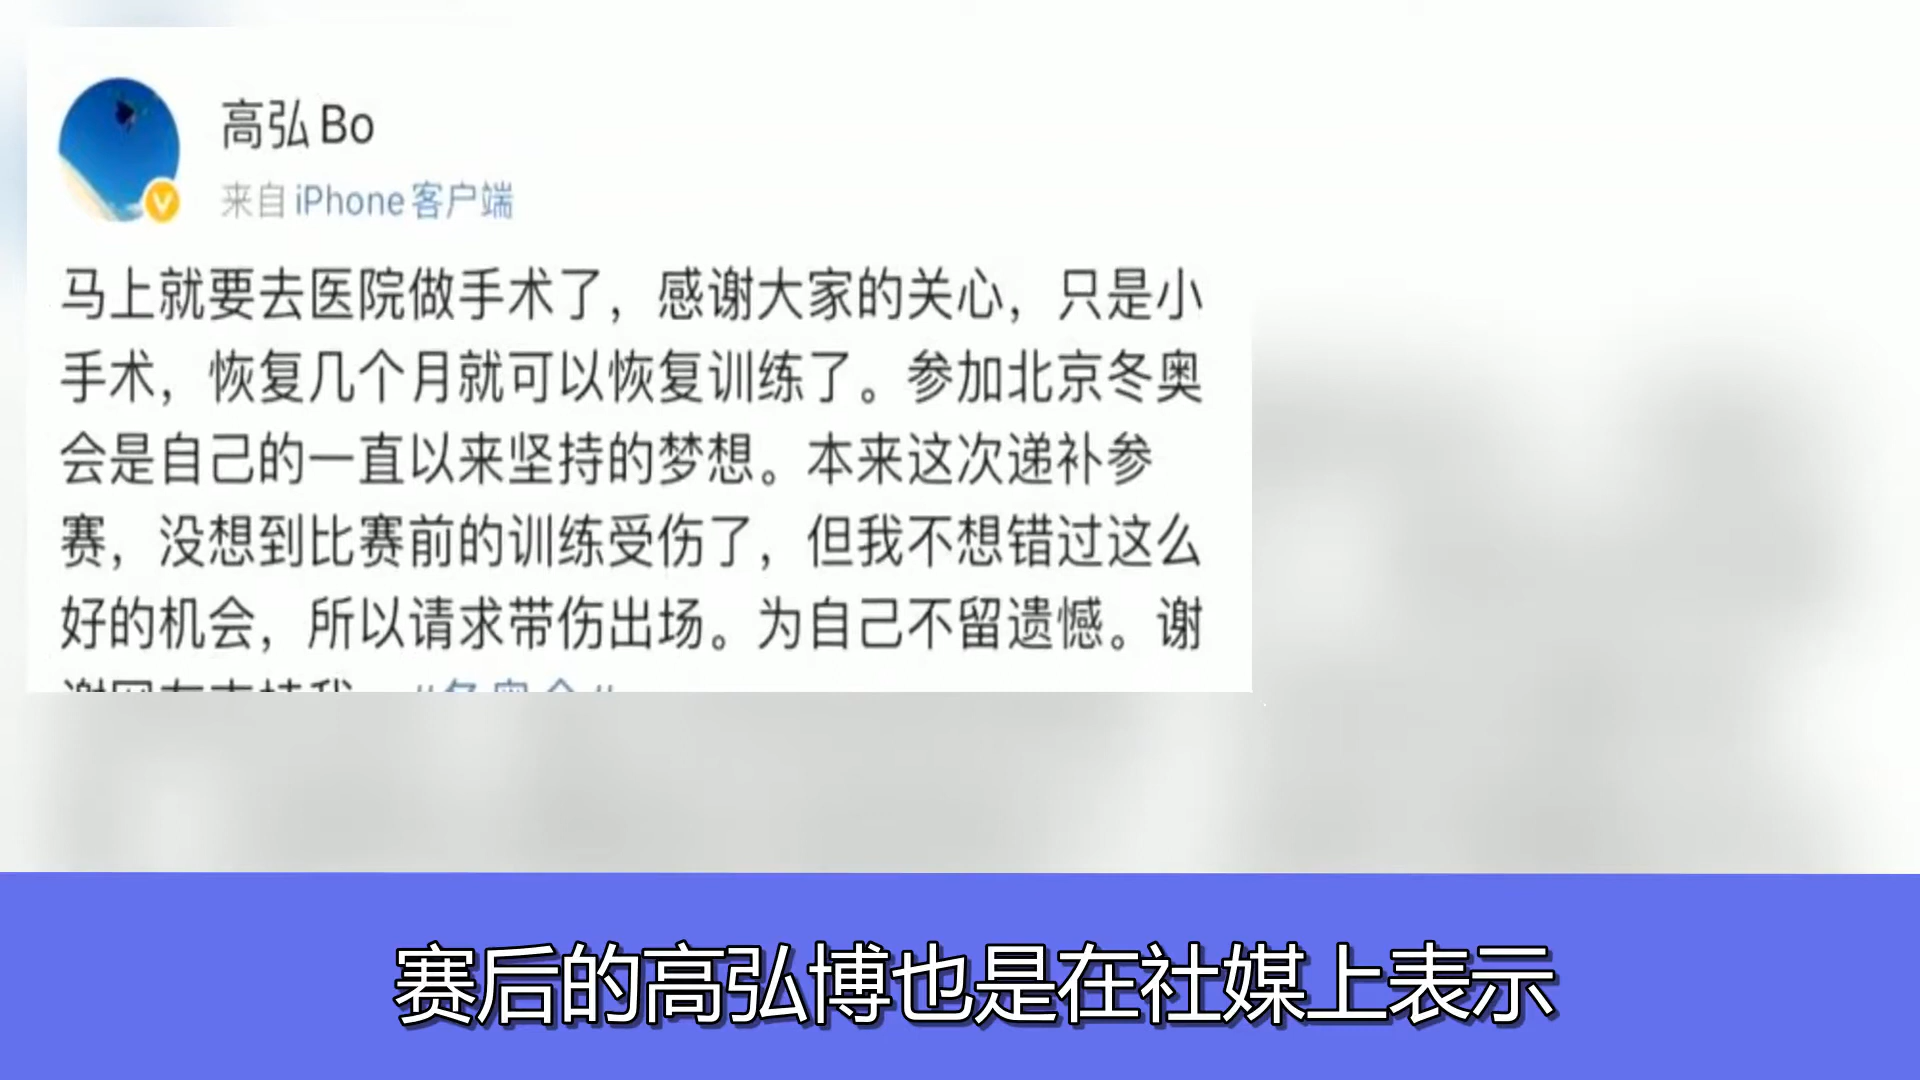 高弘Bo
来自 iPhone客户端
马上就要去医院做手术了，感谢大家的关心，只是小
手术，恢复几个月就可以恢复训练了。参加北京冬奥
会是自己的一直以来坚持的梦想。本来这次递补参
赛，没想到比赛前的训练受伤了，但我不想错过这么
好的机会，所以请求带伤出场。为自己不留遗憾。谢
赛后的高弘博也是在社媒上表示